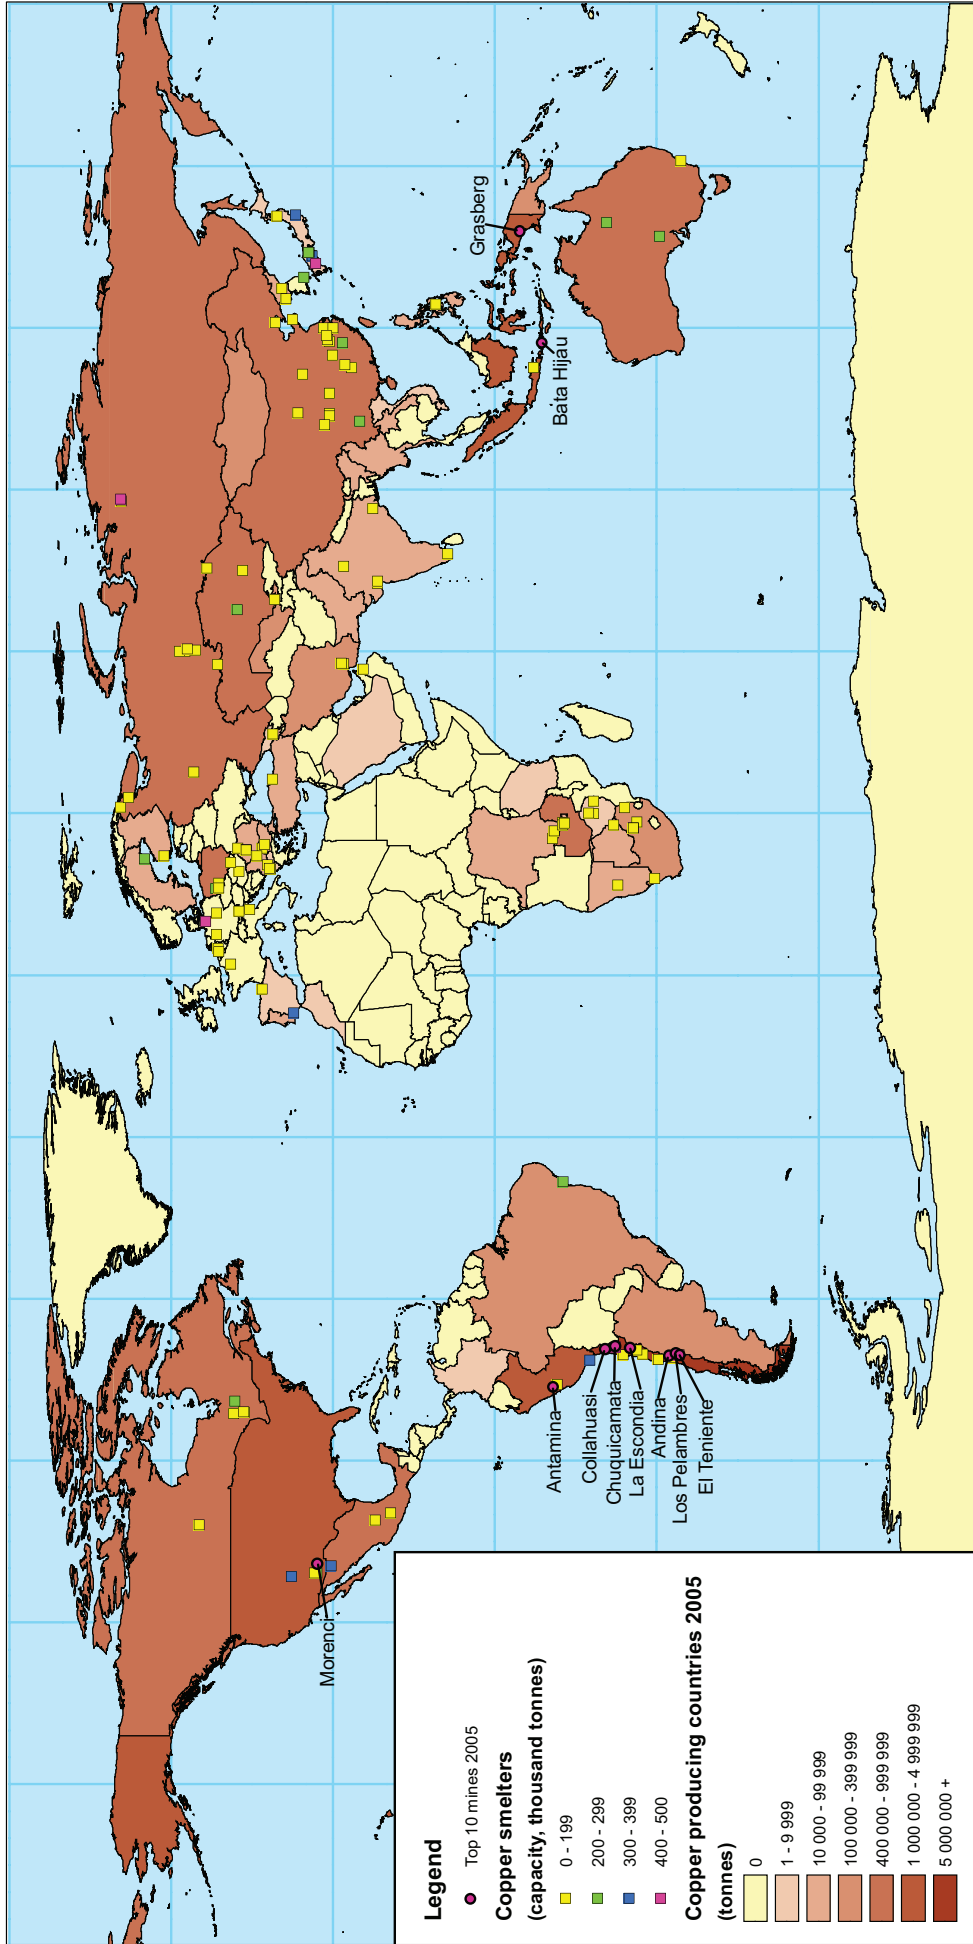 Grasberg
Bata Hijau
Antamina
Collahuasi
Chuquicamata
La Escondia
Andina
Los Pelambres
El Teniente
Morenci
Legend
Top 10 mines 2005
Copper smelters
(capacity, thousand tonnes)
0 - 199
200 - 299
300 - 399
400 - 500
Copper producing countries 2005
(tonnes)
0
1 - 9 999
10 000 - 99 999
100 000 - 399 999
400 000 - 999 999
1 000 000 - 4 999 999
5 000 000 +